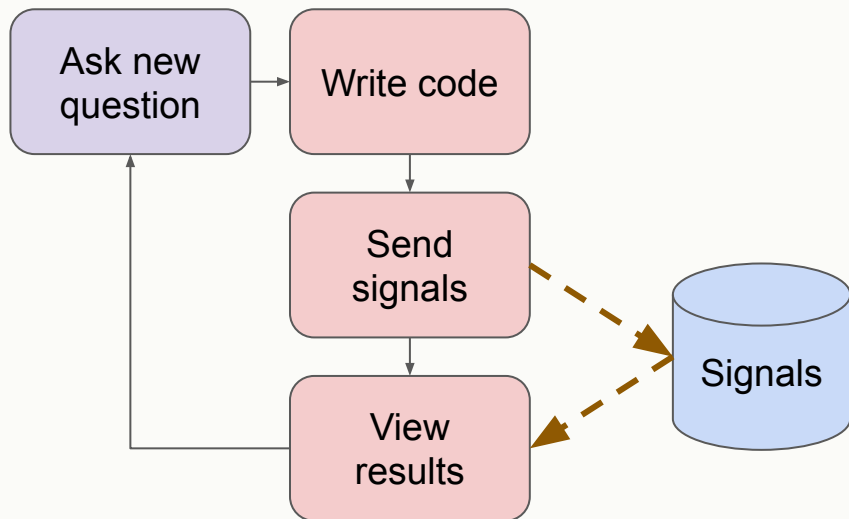 Ask new
question
Write code
Send
signals
Signals
View
results